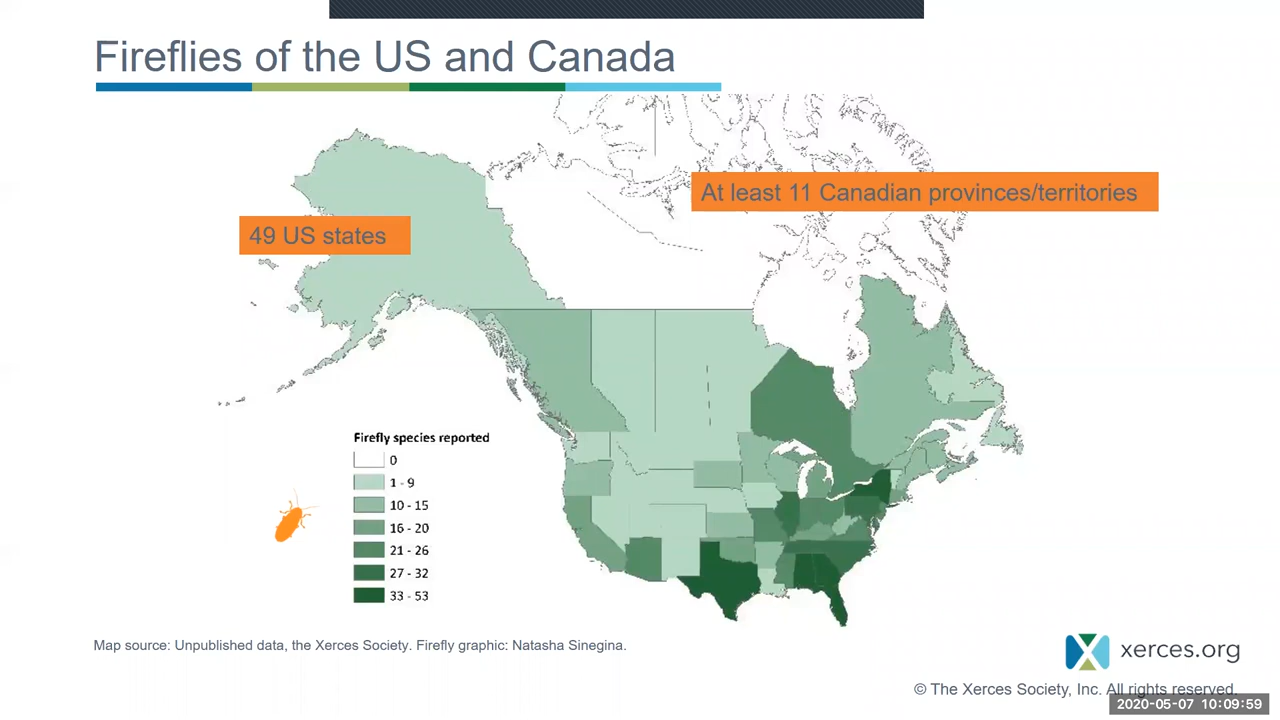 Fireflies of the US and Canada
At least 11 Canadian provinces/territories
49 US states
Firefly species reported
0
1 - 9
10 - 15
16 - 20
21 - 26
27 - 32
33 - 53
Map source: Unpublished data, the Xerces Society. Firefly graphic: Natasha Sinegina.
xerces.org
© The Xerces Society, Inc. All rights reserved.
2020-05-07 10:09:59